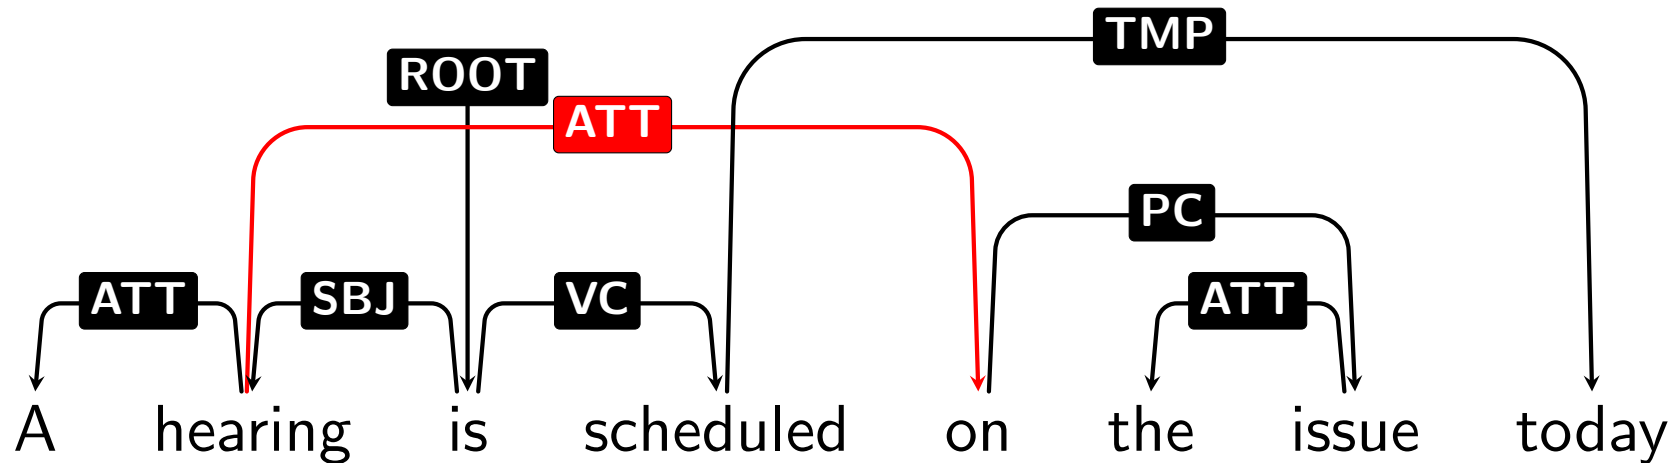 TMP
ROOT
ATT
PC
ATT SBJ VC ATT
A hearing is scheduled on the issue today